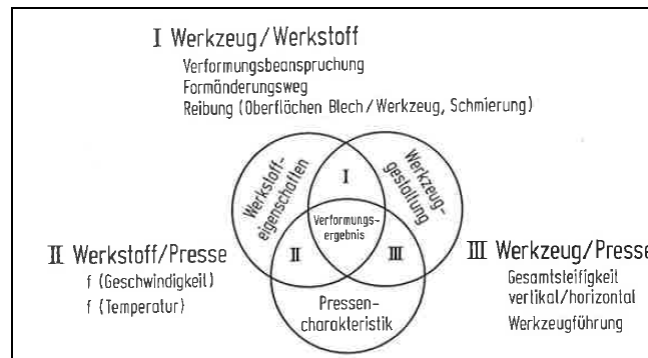 I Werkzeug/Werkstoff
Verformungsbeanspruchung
Formänderungsweg
Reibung (Oberflächen Blech/Werkzeug, Schmierung)
Werkstoff-
eigenschaften
I
Werkzeug-
gestaltung
Verformungs-
ergebnis
II
III
Pressen-
charakteristik
II Werkstoff/Presse
f (Geschwindigkeit)
f (Temperatur)
III Werkzeug/Presse
Gesamtsteifigkeit
vertikal/horizontal
Werkzeugführung